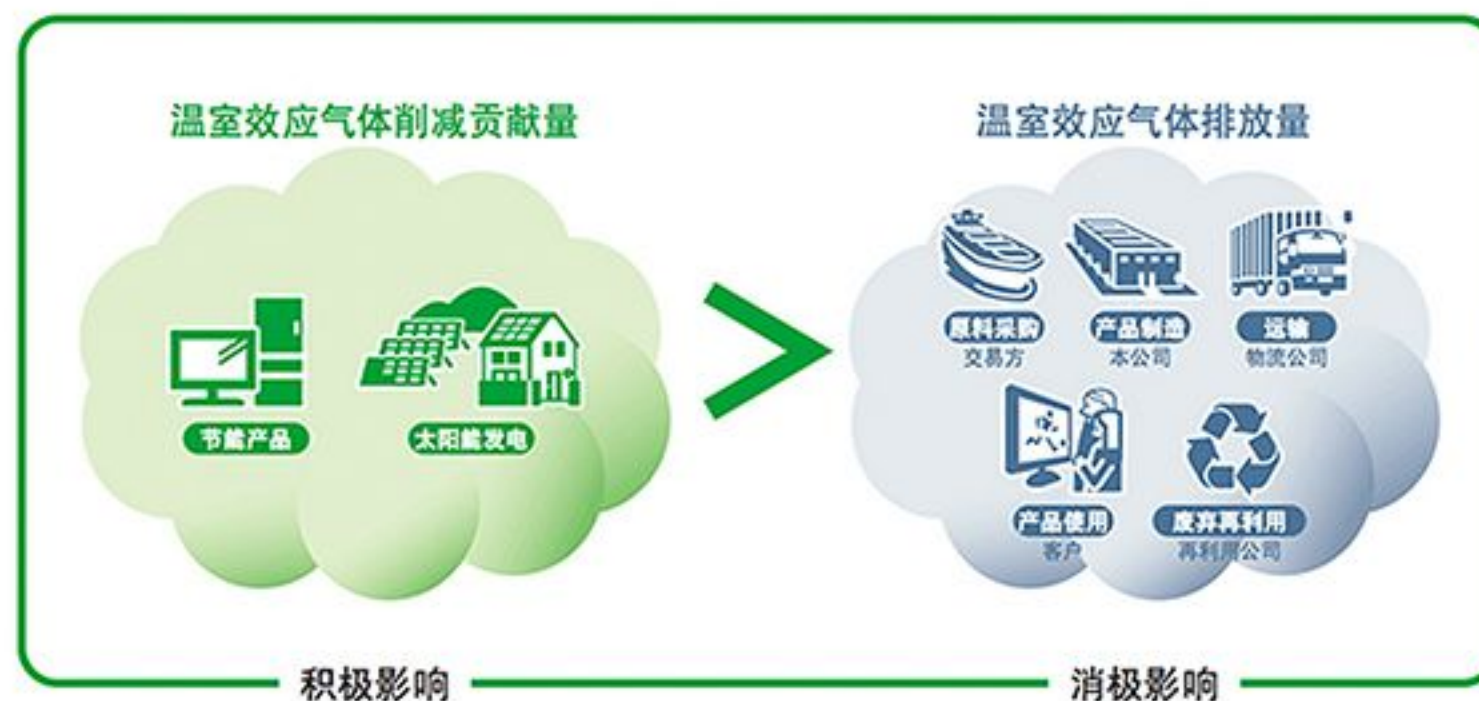 温室效应气体削减贡献量
节能产品
太阳能发电
>
温室效应气体排放量
原料采购
交易方
产品制造
本公司
运输
物流公司
产品使用
客户
废弃再利用
再利用公司
积极影响
消极影响